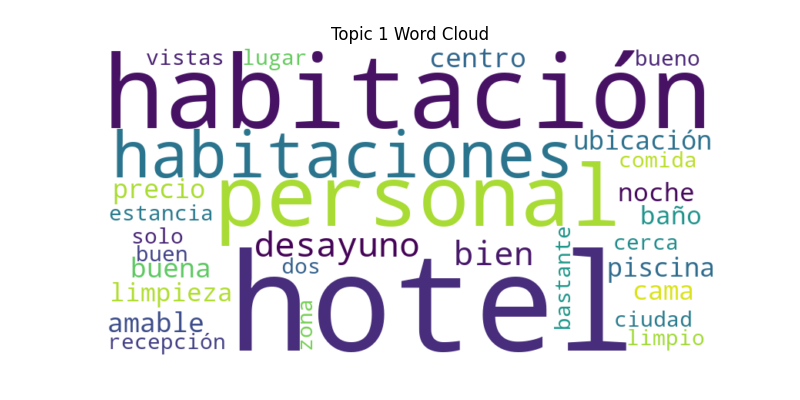 Topic 1 Word Cloud
vistas lugar centro bueno
habitación
habitaciones ubicación
comida
precio personal noche
estancia baño
solo desayuno bien bastante cerca
buen
buena dos piscina
limpieza hotel cama
amable zona ciudad
recepción limpio